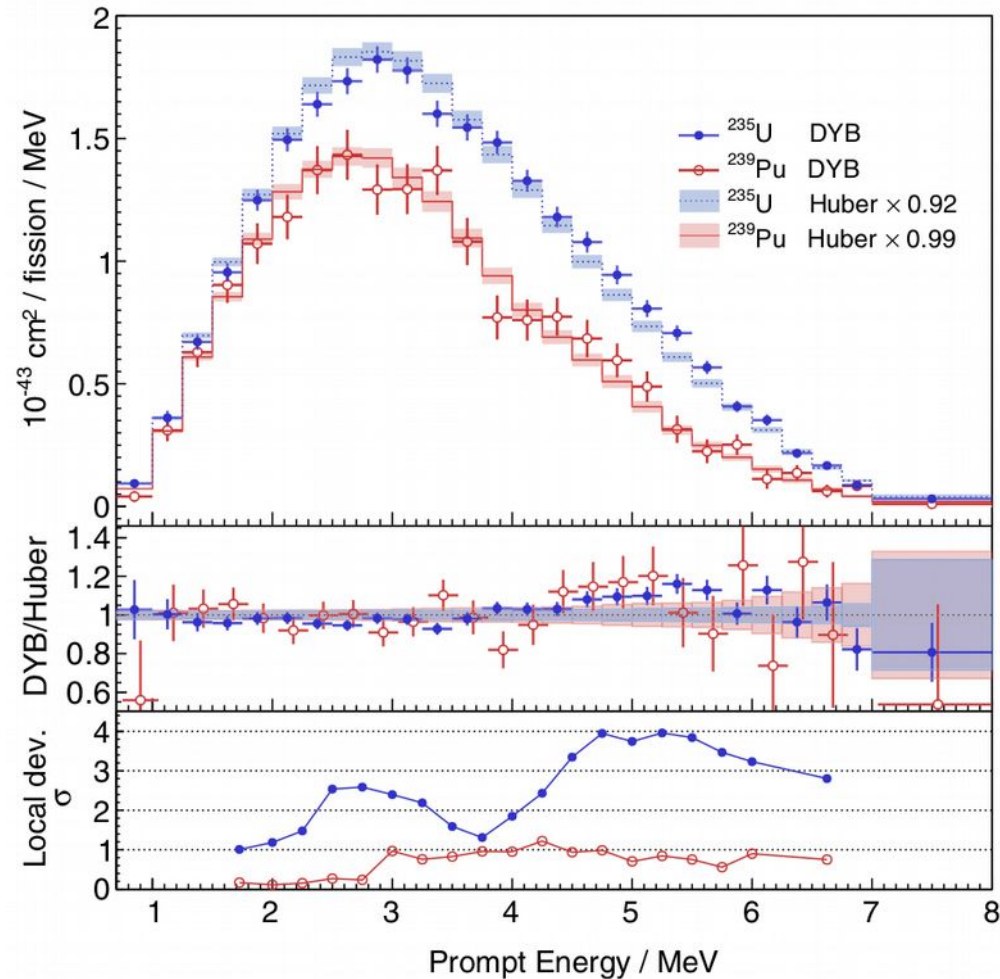 10⁻⁴³ cm² / fission / MeV
2
1.5
1
0.5
0
²³⁵U DYB
²³⁹Pu DYB
²³⁵U Huber × 0.92
²³⁹Pu Huber × 0.99
DYB/Huber
1.4
1.2
1
0.8
0.6
Local dev.
σ
4
3
2
1
0
1 2 3 4 5 6 7 8
Prompt Energy / MeV